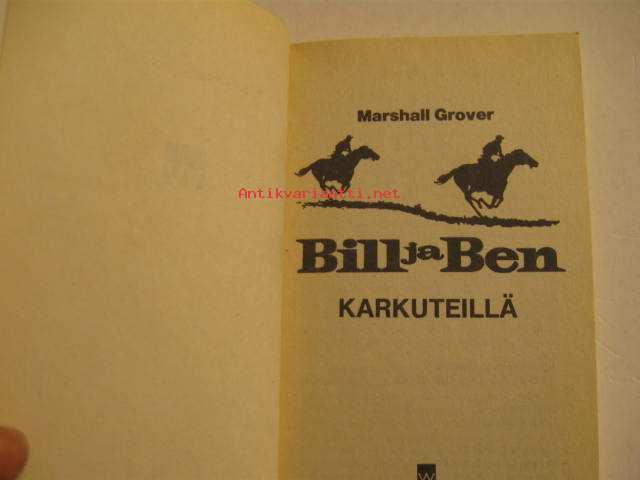 Marshall Grover
Antikvariaatti.net
Bill ja Ben
KARKUTEILLÄ
W